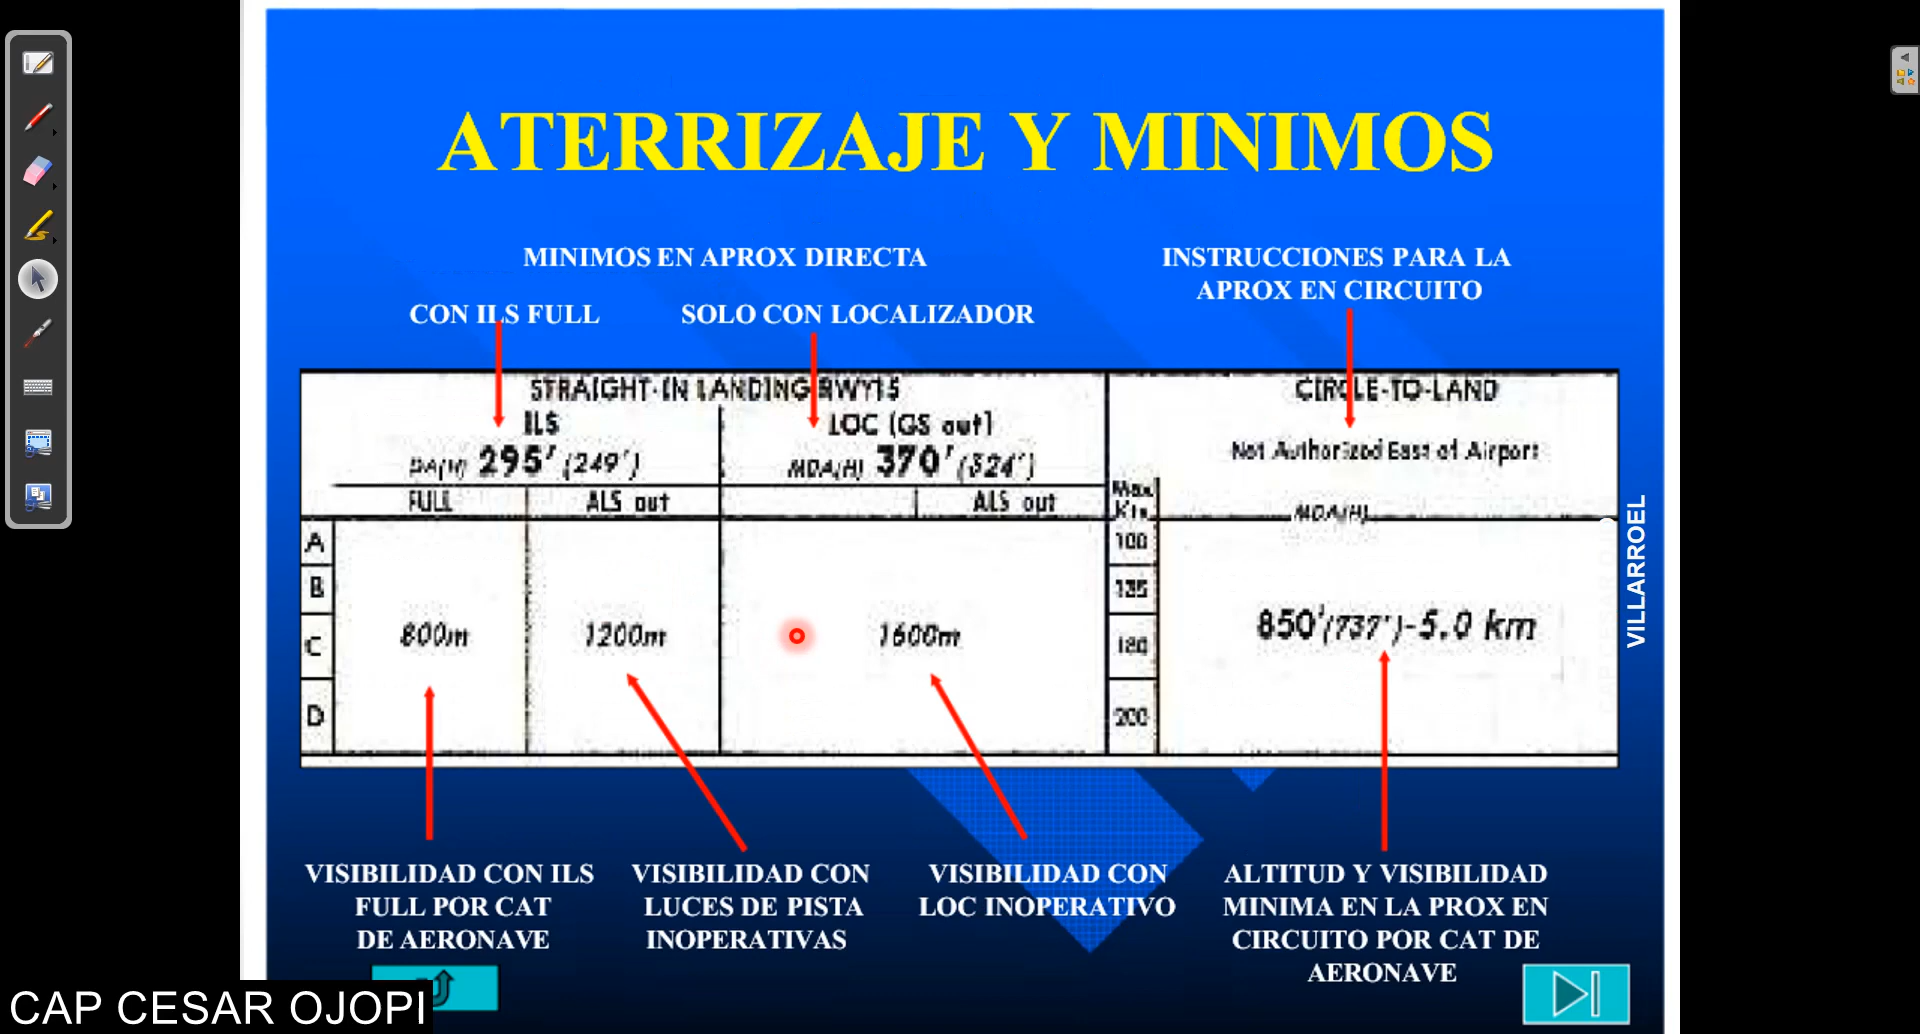 ATERRIZAJE Y MINIMOS
MINIMOS EN APROX DIRECTA
CON ILS FULL
SOLO CON LOCALIZADOR
INSTRUCCIONES PARA LA
APROX EN CIRCUITO
STRAIGHT-IN LANDING RWY15
ILS
DA(H) 295' (249')
FULL
ALS out
LOC (GS out)
MDA(H) 370' (324')
ALS out
CIRCLE-TO-LAND
Not Authorized East of Airport
Max
Kts
MDA(H)
A
B
C
D
800m
1200m
1600m
100
135
180
200
850'(737')-5.0 km
VILLARROEL
VISIBILIDAD CON ILS
FULL POR CAT
DE AERONAVE
VISIBILIDAD CON
LUCES DE PISTA
INOPERATIVAS
VISIBILIDAD CON
LOC INOPERATIVO
ALTITUD Y VISIBILIDAD
MINIMA EN LA PROX EN
CIRCUITO POR CAT DE
AERONAVE
CAP CESAR OJOPI